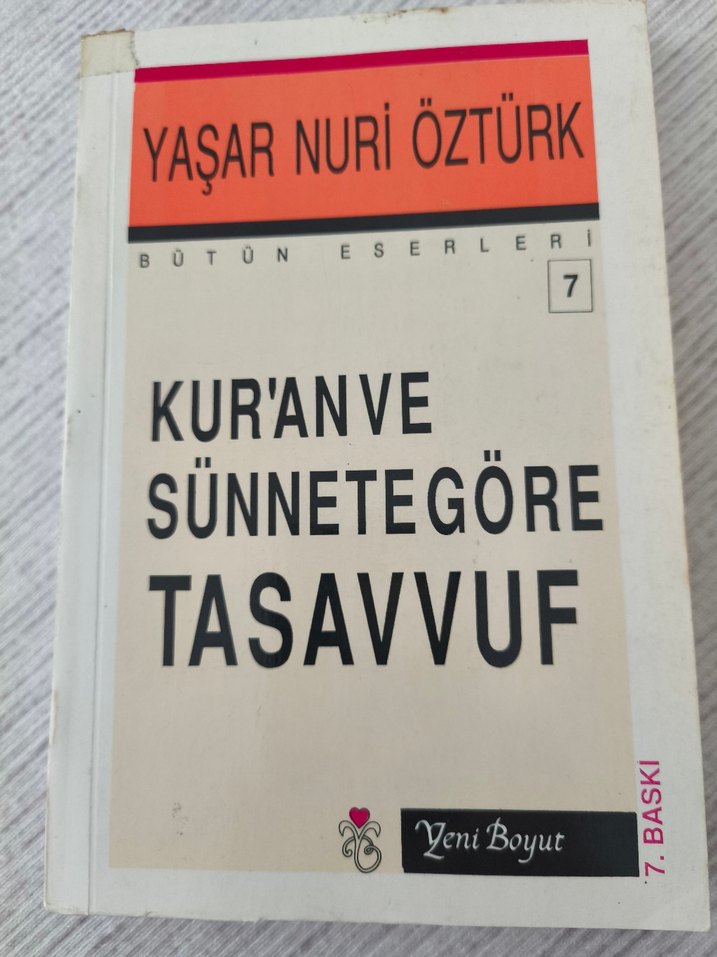 YAŞAR NURİ ÖZTÜRK
BÜTÜN ESERLERİ
7
KUR'AN VE
SÜNNETE GÖRE
TASAVVUF
Yeni Boyut
7. BASKI